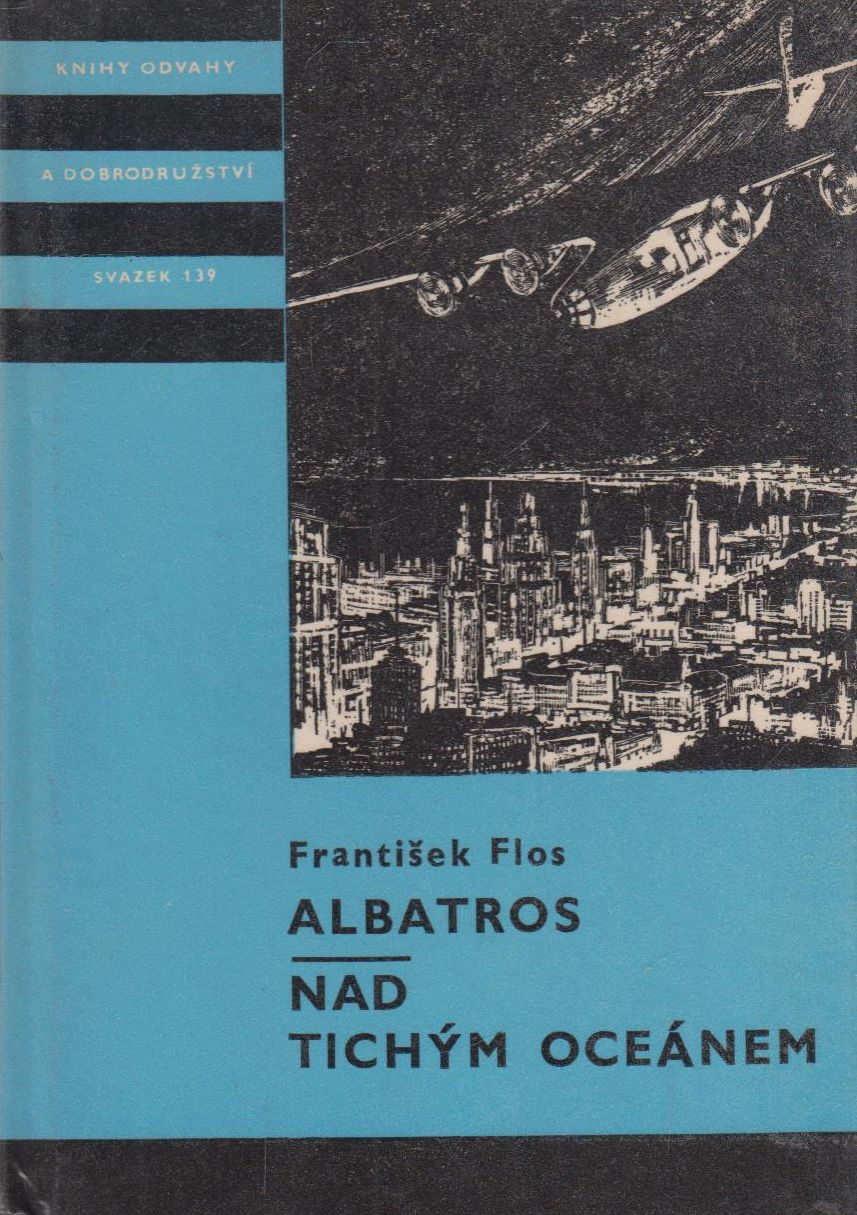 KNIHY ODVAHY
A DOBRODRUŽSTVÍ
SVAZEK 139
František Flos
ALBATROS
NAD
TICHÝM OCEÁNEM